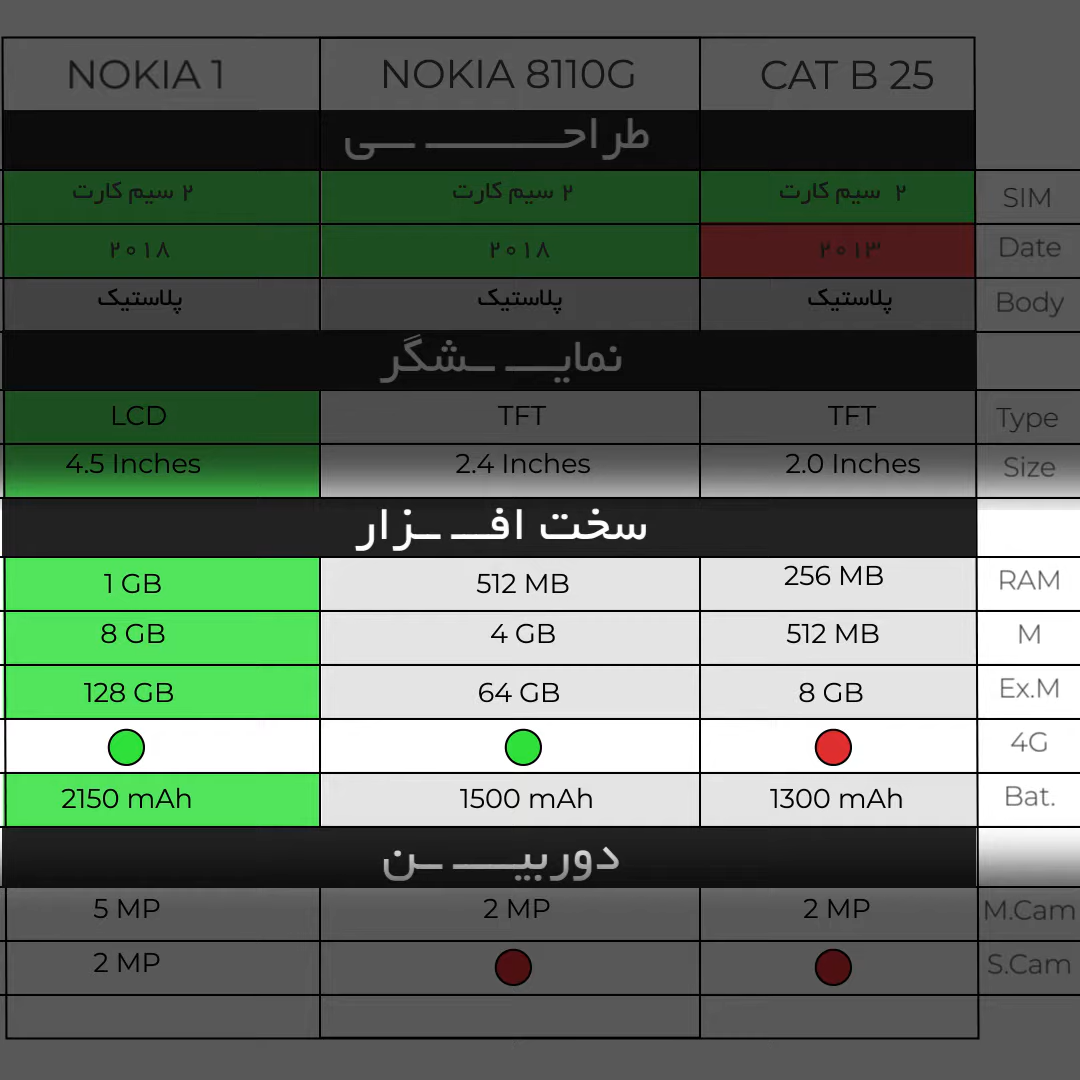 NOKIA 1 NOKIA 8110G CAT B 25
طراحی
۲ سیم کارت ۲ سیم کارت ۲ سیم کارت SIM
۲۰۱۸ ۲۰۱۸ ۲۰۱۳ Date
پلاستیک پلاستیک پلاستیک Body
نمایشگر
LCD TFT TFT Type
4.5 Inches 2.4 Inches 2.0 Inches Size
سخت افزار
1 GB 512 MB 256 MB RAM
8 GB 4 GB 512 MB M
128 GB 64 GB 8 GB Ex.M
4G
2150 mAh 1500 mAh 1300 mAh Bat.
دوربین
5 MP 2 MP 2 MP M.Cam
2 MP S.Cam